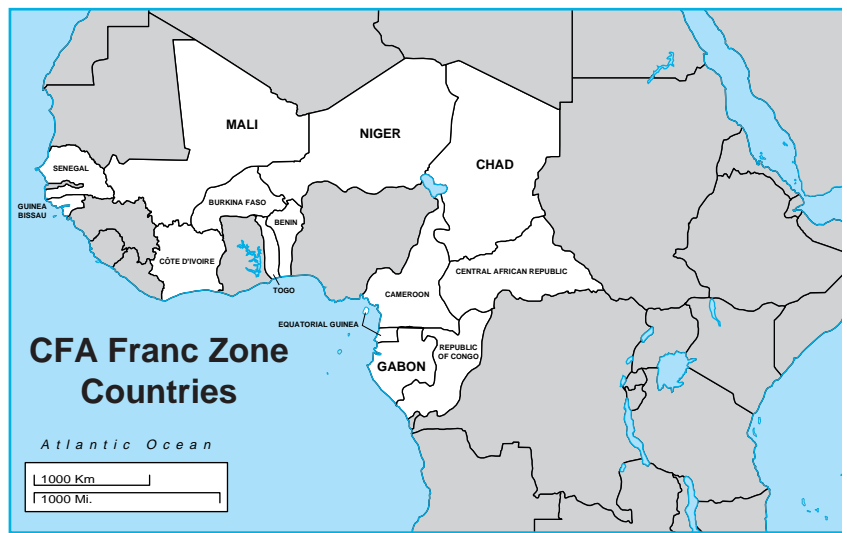 MALI
NIGER
CHAD
SENEGAL
GUINEA
BISSAU
BURKINA FASO
BENIN
CÔTE D'IVOIRE
TOGO
CENTRAL AFRICAN REPUBLIC
CAMEROON
EQUATORIAL GUINEA
REPUBLIC
OF CONGO
GABON
CFA Franc Zone
Countries
Atlantic Ocean
1000 Km
1000 Mi.